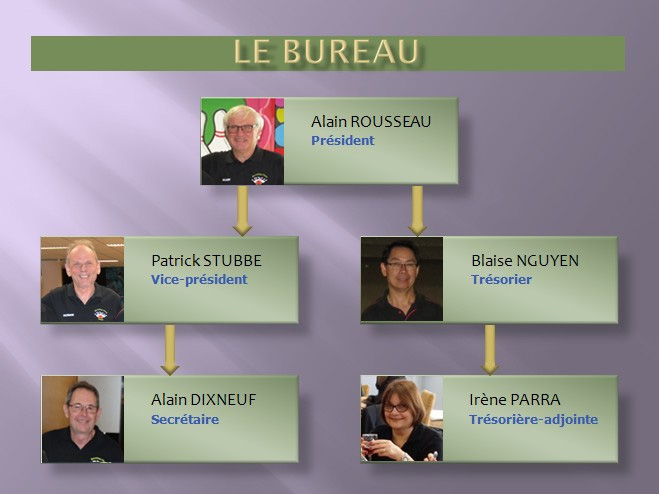 LE BUREAU
Alain ROUSSEAU
Président
Patrick STUBBE
Vice-président
Blaise NGUYEN
Trésorier
Alain DIXNEUF
Secrétaire
Irène PARRA
Trésorière-adjointe